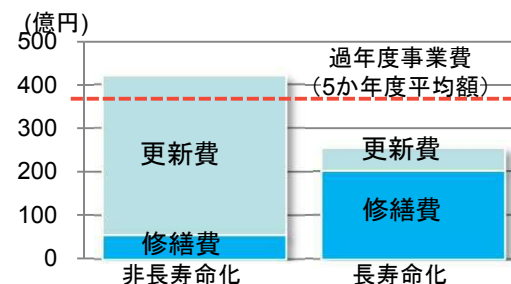 (億円)
500
400
300
200
100
0
過年度事業費
（5か年度平均額）
更新費
修繕費
更新費
修繕費
非長寿命化
長寿命化